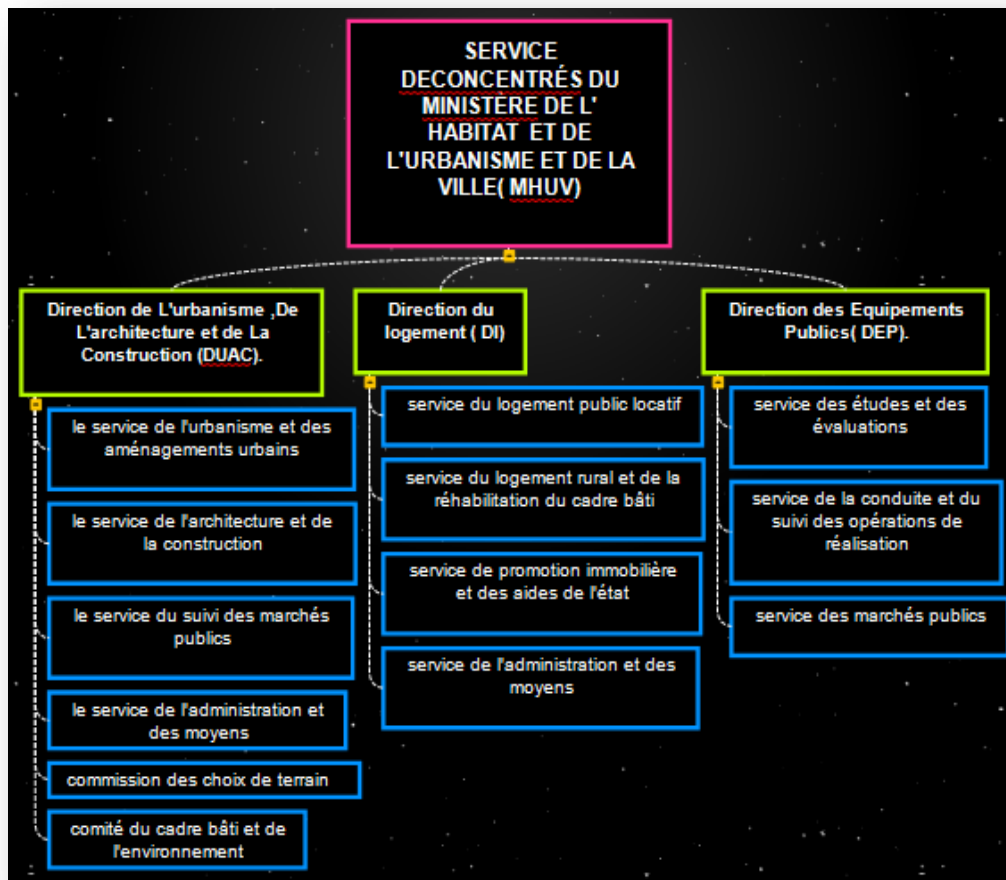 SERVICE
DECONCENTRÉS DU
MINISTÈRE DE L'
HABITAT ET DE
L'URBANISME ET DE LA
VILLE( MHUV)
Direction de L'urbanisme ,De
L'architecture et de La
Construction (DUAC).
le service de l'urbanisme et des
aménagements urbains
le service de l'architecture et de
la construction
le service du suivi des marchés
publics
le service de l'administration et
des moyens
commission des choix de terrain
comité du cadre bâti et de
l'environnement
Direction du
logement ( DI)
service du logement public locatif
service du logement rural et de la
réhabilitation du cadre bâti
service de promotion immobilière
et des aides de l'état
service de l'administration et des
moyens
Direction des Equipements
Publics( DEP).
service des études et des
évaluations
service de la conduite et du
suivi des opérations de
réalisation
service des marchés publics